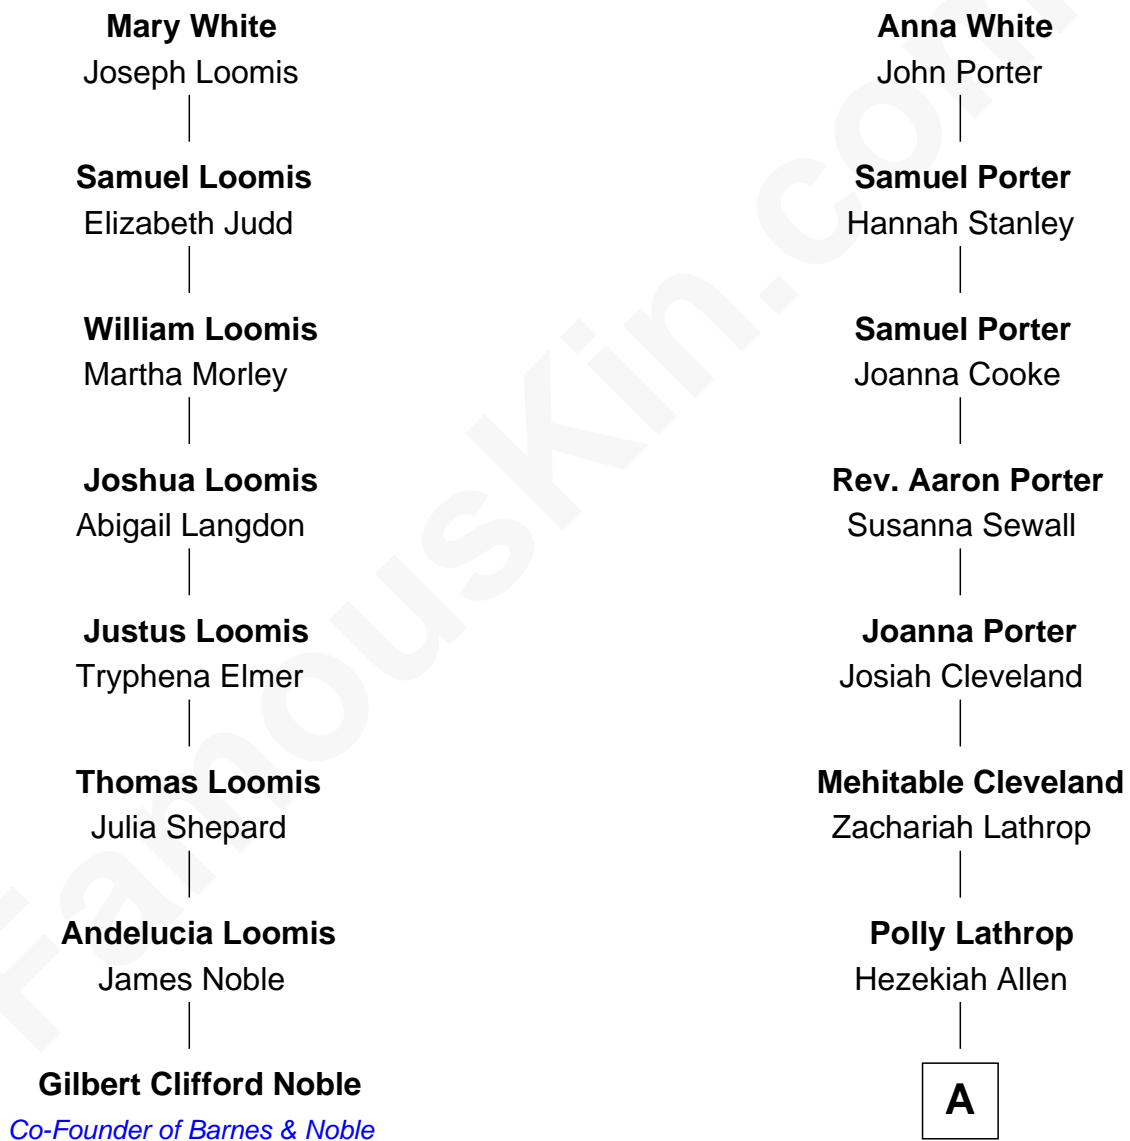 Mary White
Joseph Loomis
Samuel Loomis
Elizabeth Judd
William Loomis
Martha Morley
Joshua Loomis
Abigail Langdon
Justus Loomis
Tryphena Elmer
Thomas Loomis
Julia Shepard
Andelucia Loomis
James Noble
Gilbert Clifford Noble
Co-Founder of Barnes & Noble
Anna White
John Porter
Samuel Porter
Hannah Stanley
Samuel Porter
Joanna Cooke
Rev. Aaron Porter
Susanna Sewall
Joanna Porter
Josiah Cleveland
Mehitable Cleveland
Zachariah Lathrop
Polly Lathrop
Hezekiah Allen
A
FamousKin.com